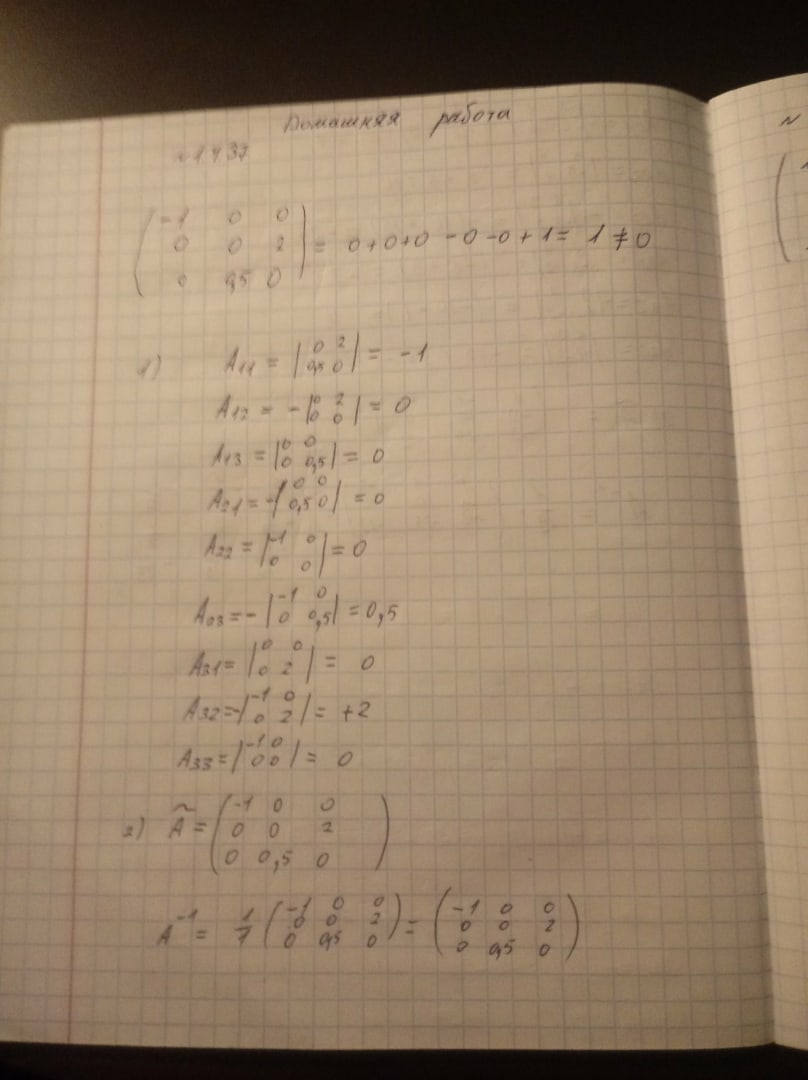 Домашняя работа
№1437
(-1 0 0
0 0 2
0 0,5 0) = 0+0+0 -0-0+1= 1 ≠ 0
1) A11 = |0 2
0,5 0| = -1
A12 = -|0 2
0 0| = 0
A13 = |0 0
0 0,5| = 0
A21 = -|0 0
0,5 0| = 0
A22 = |-1 0
0 0| = 0
A23 = -|-1 0
0 0,5| = 0,5
A31 = |0 0
0 2| = 0
A32 = -|-1 0
0 2| = +2
A33 = |-1 0
0 0| = 0
2) Ã = (-1 0 0
0 0 2
0 0,5 0)
A⁻¹ = 1/1 (-1 0 0
0 0 2
0 0,5 0) = (-1 0 0
0 0 2
0 0,5 0)